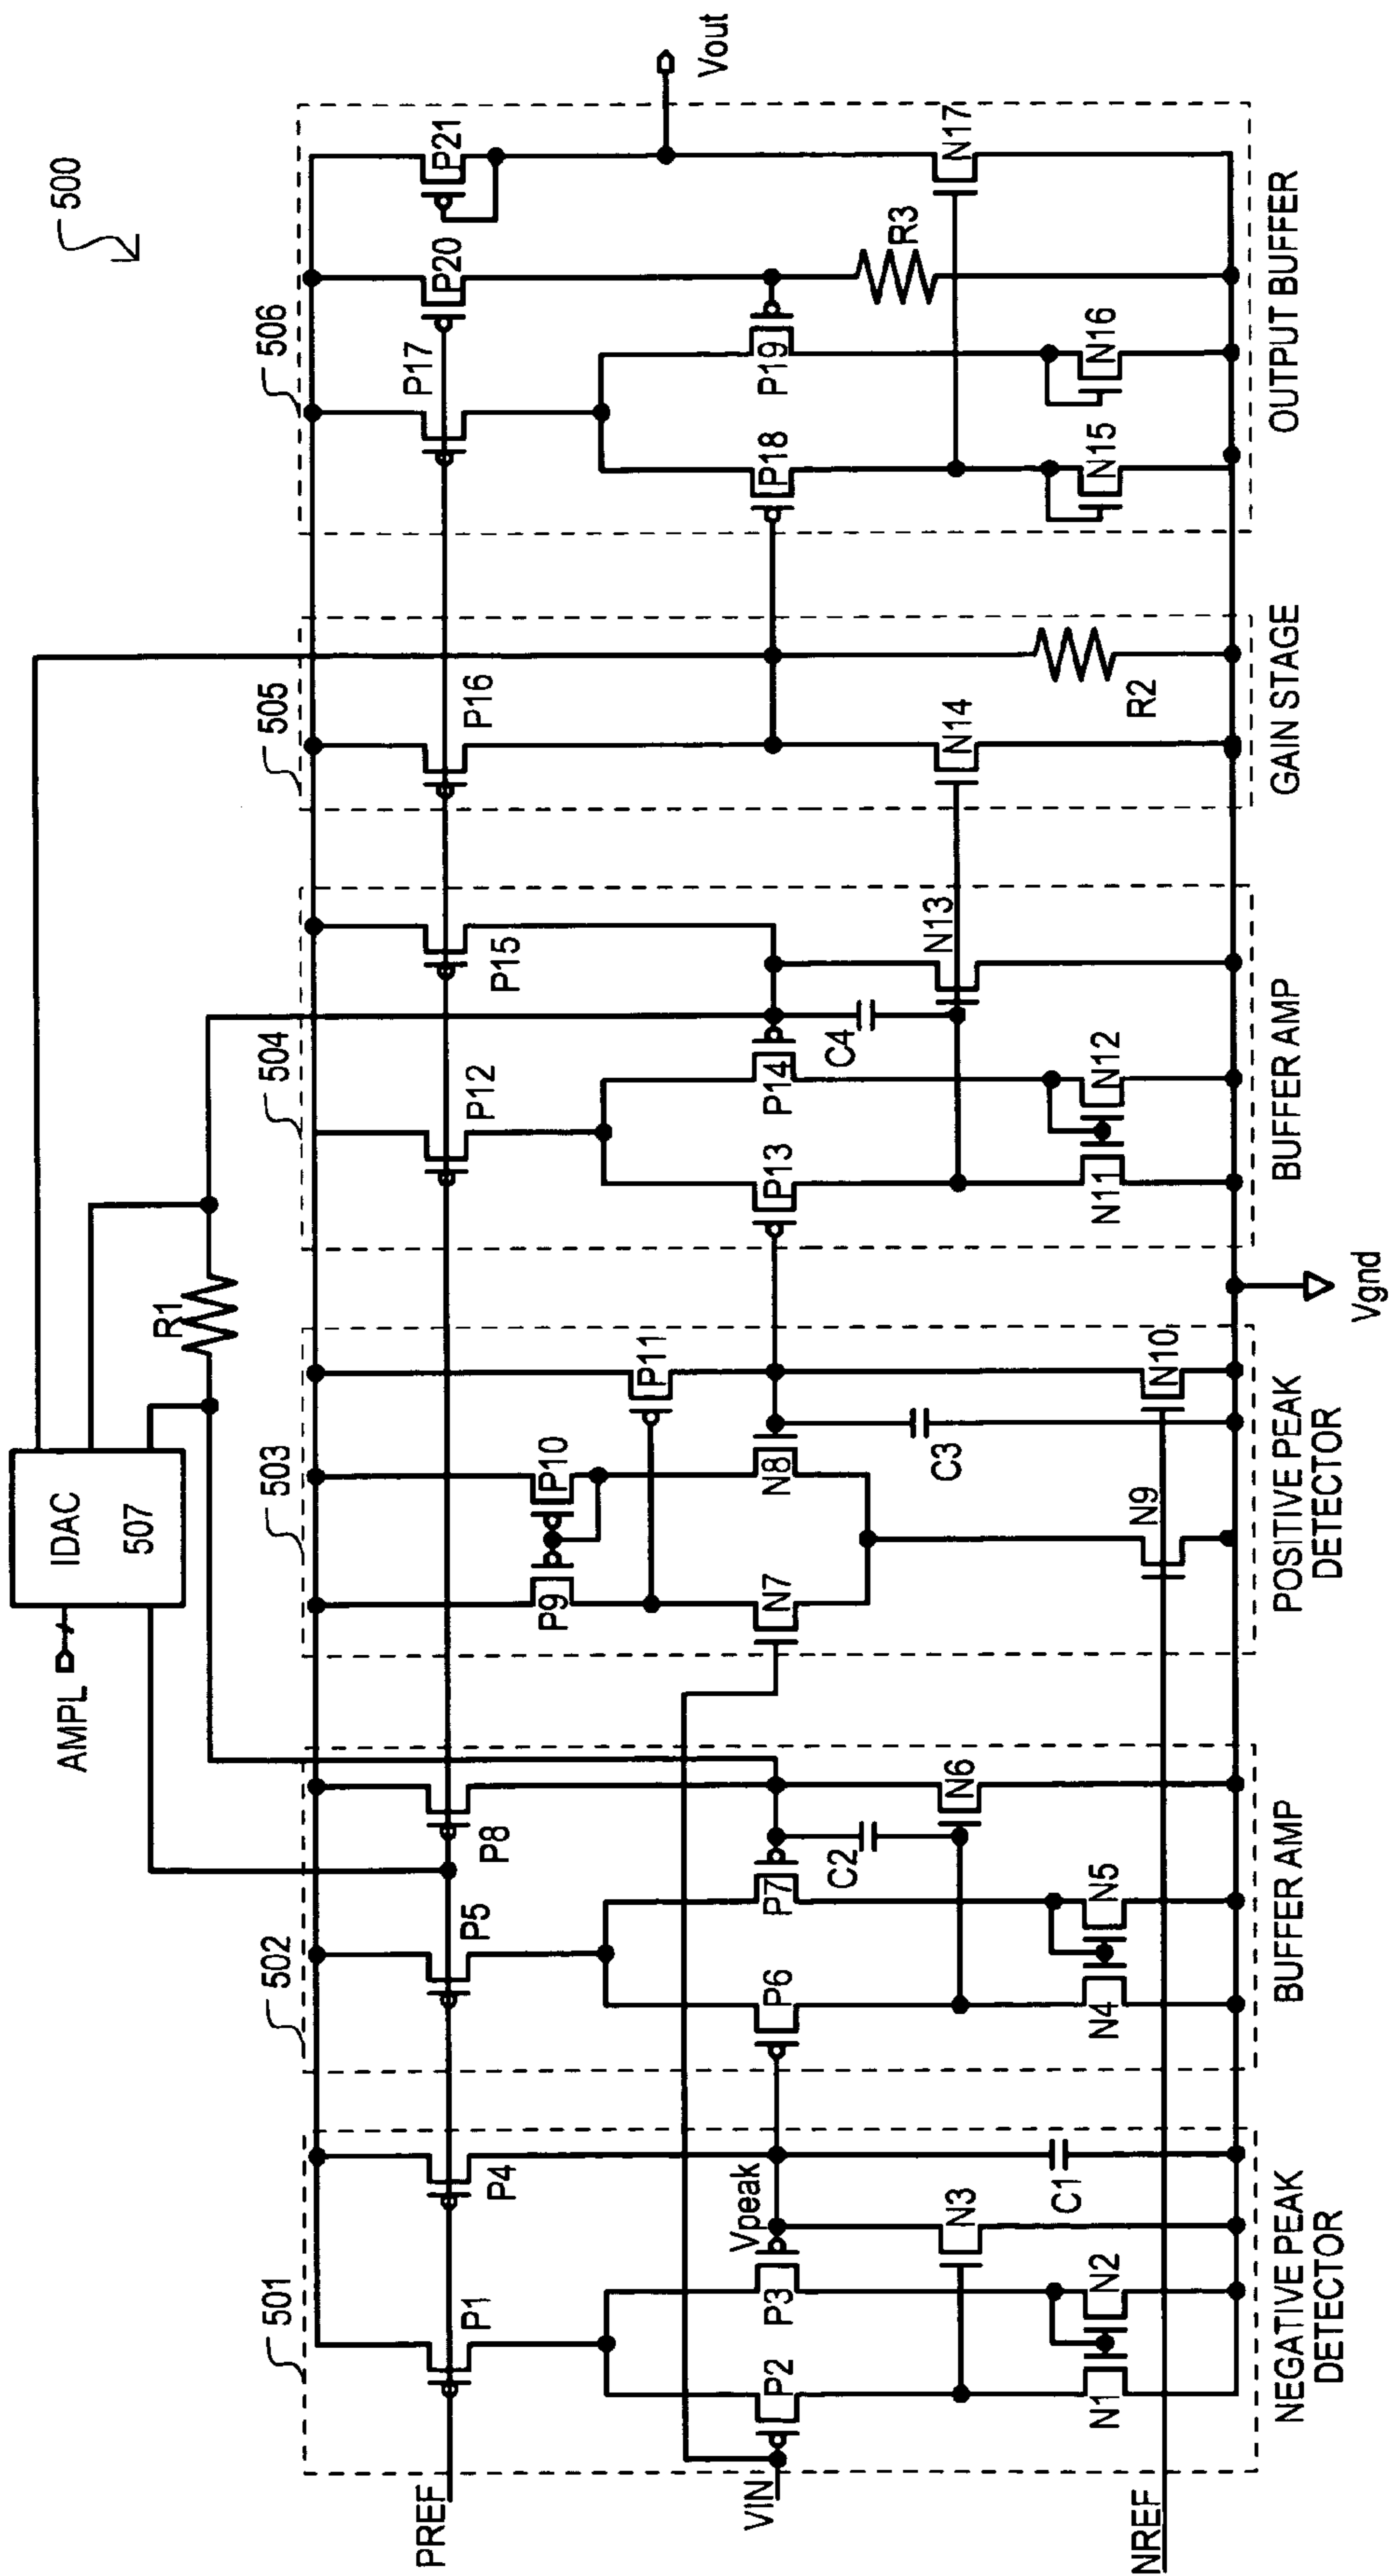 500
AMPL
IDAC
507
R1
501
502
503
504
505
506
PREF
P1
P4
P5
P8
P12
P15
P16
P17
P20
P21
P9
P10
P11
VIN
P2
P3
Vpeak
P6
P7
N7
N8
P13
P14
P18
P19
Vout
C2
C3
C4
R3
N3
N6
N13
N14
N17
N1
N2
C1
N4
N5
N9
N10
N11
N12
R2
N15
N16
NREF
NEGATIVE PEAK
DETECTOR
BUFFER AMP
POSITIVE PEAK
DETECTOR
Vgnd
BUFFER AMP
GAIN STAGE
OUTPUT BUFFER